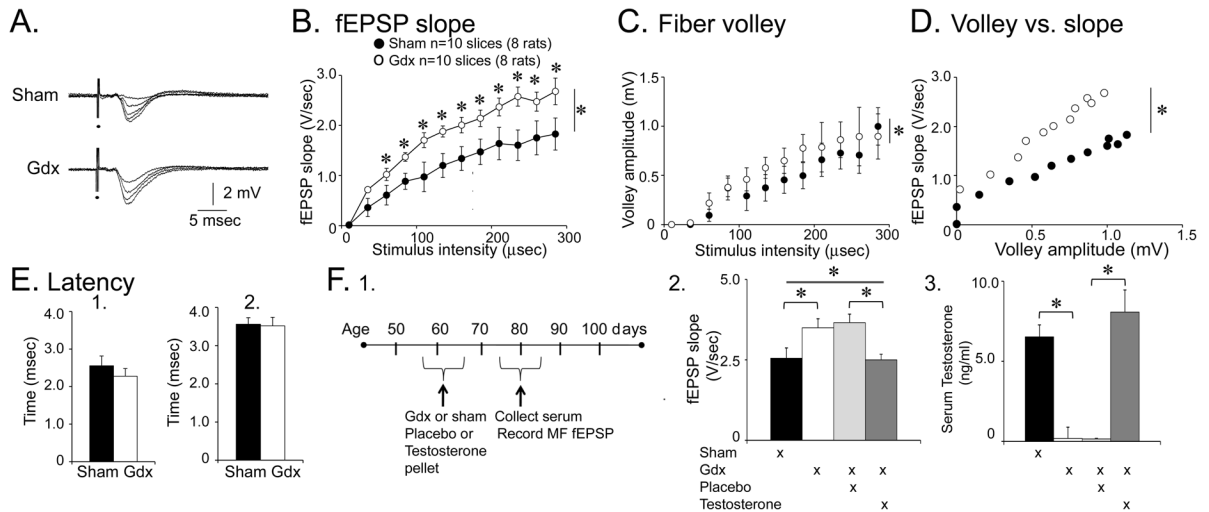 A.
Sham
Gdx
2 mV
5 msec
B. fEPSP slope
● Sham n=10 slices (8 rats)
○ Gdx n=10 slices (8 rats)
fEPSP slope (V/sec)
3.0
2.0
1.0
0
* * * * * * * * *
*
0 100 200 300
Stimulus intensity (μsec)
C. Fiber volley
Volley amplitude (mV)
1.5
1.0
0.5
0
*
0 100 200 300
Stimulus intensity (μsec)
D. Volley vs. slope
fEPSP slope (V/sec)
3.0
2.0
1.0
0
*
0 0.5 1.0 1.5
Volley amplitude (mV)
E. Latency
1.
Time (msec)
4.0
3.0
2.0
0
Sham Gdx
2.
Time (msec)
4.0
3.0
2.0
0
Sham Gdx
F. 1.
Age 50 60 70 80 90 100 days
Gdx or sham
Placebo or
Testosterone
pellet
Collect serum
Record MF fEPSP
2.
fEPSP slope
(V/sec)
5.0
2.5
0
*
* *
Sham x
Gdx x x x
Placebo x
Testosterone x
3.
Serum Testosterone
(ng/ml)
10.0
5.0
0
* *
x
x x x
x
x